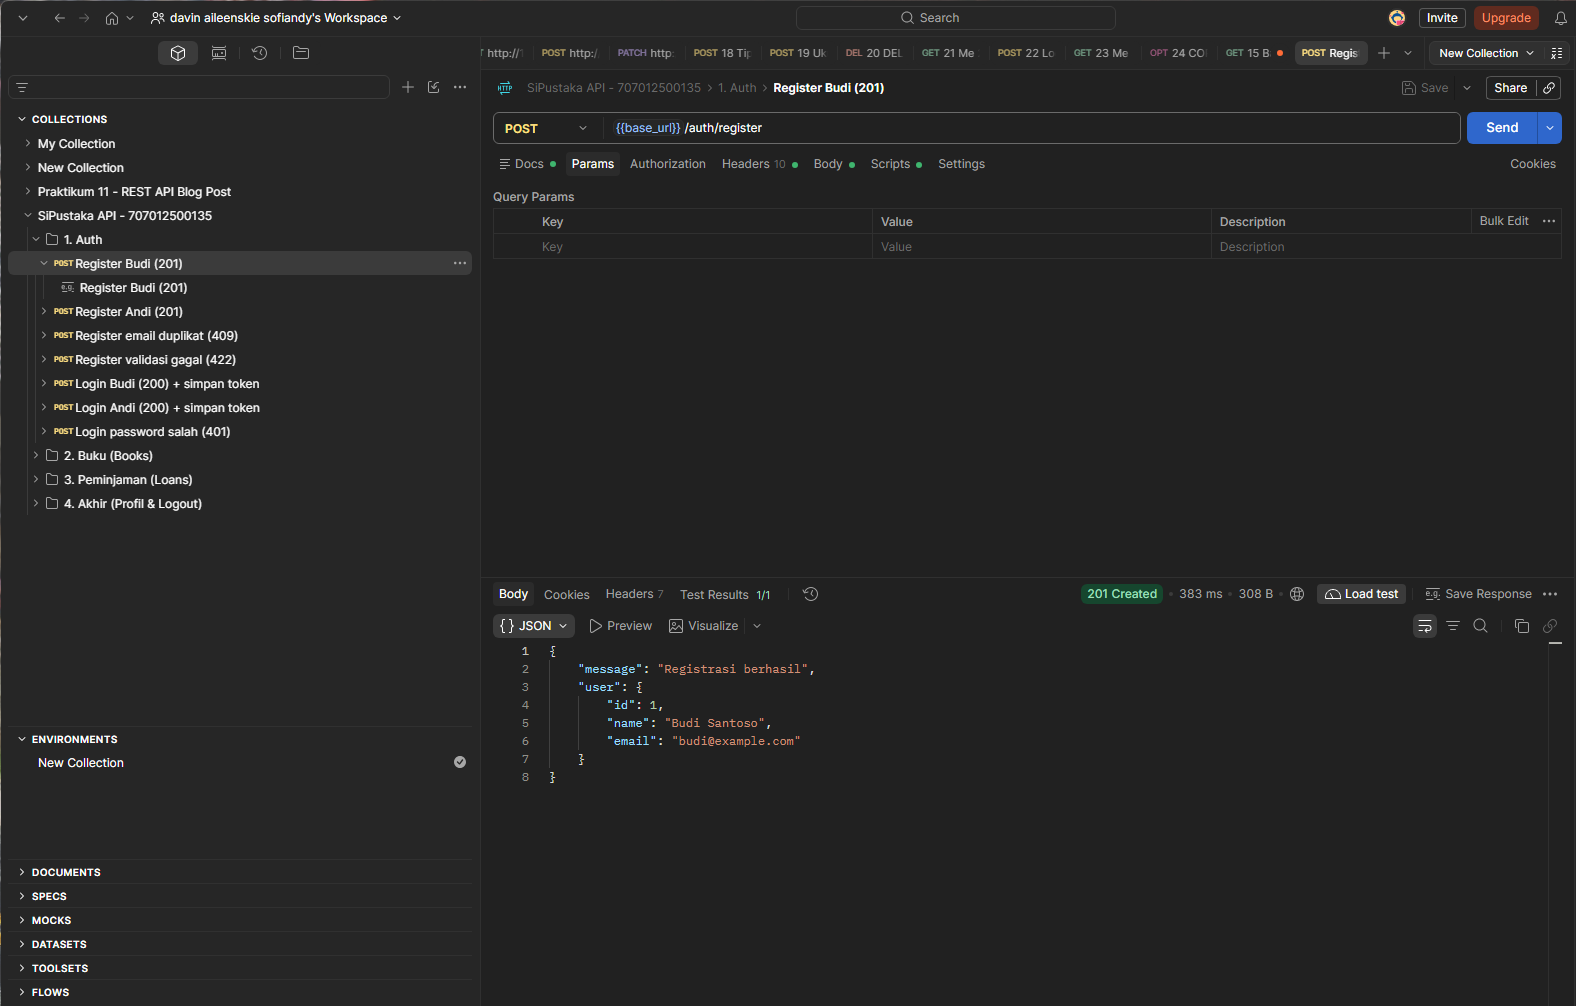 davin aileenskie sofiandy's Workspace
Search
Invite
Upgrade
http://
POST http:/
PATCH http:
POST 18 Tip
POST 19 Uk
DEL 20 DEL
GET 21 Me
POST 22 Lo
GET 23 Me
OPT 24 CO
GET 15 B
POST Regis
New Collection
SiPustaka API - 707012500135 > 1. Auth > Register Budi (201)
Save
Share
POST
{{base_url}} /auth/register
Send
Docs
Params
Authorization
Headers 10
Body
Scripts
Settings
Cookies
Query Params
Key Value Description Bulk Edit
Key Value Description
COLLECTIONS
My Collection
New Collection
Praktikum 11 - REST API Blog Post
SiPustaka API - 707012500135
1. Auth
POST Register Budi (201)
e.g. Register Budi (201)
POST Register Andi (201)
POST Register email duplikat (409)
POST Register validasi gagal (422)
POST Login Budi (200) + simpan token
POST Login Andi (200) + simpan token
POST Login password salah (401)
2. Buku (Books)
3. Peminjaman (Loans)
4. Akhir (Profil & Logout)
ENVIRONMENTS
New Collection
DOCUMENTS
SPECS
MOCKS
DATASETS
TOOLSETS
FLOWS
Body Cookies Headers 7 Test Results 1/1
201 Created • 383 ms • 308 B
Load test
e.g. Save Response
{} JSON
Preview
Visualize
1 {
2 "message": "Registrasi berhasil",
3 "user": {
4 "id": 1,
5 "name": "Budi Santoso",
6 "email": "budi@example.com"
7 }
8 }